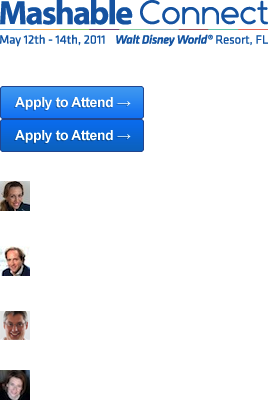 Mashable Connect
May 12th - 14th, 2011 Walt Disney World® Resort, FL
Apply to Attend →
Apply to Attend →